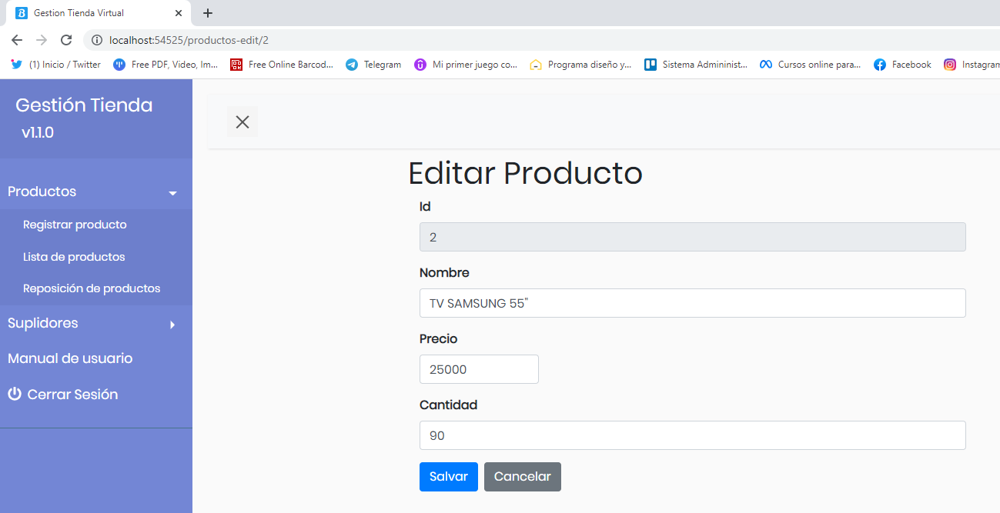 Gestion Tienda Virtual
localhost:54525/productos-edit/2
(1) Inicio / Twitter
Free PDF, Video, Im...
Free Online Barcod...
Telegram
Mi primer juego co...
Programa diseño y...
Sistema Administ...
Cursos online para...
Facebook
Instagram
Gestión Tienda
v1.1.0
Productos
Registrar producto
Lista de productos
Reposición de productos
Suplidores
Manual de usuario
Cerrar Sesión
Editar Producto
Id
2
Nombre
TV SAMSUNG 55"
Precio
25000
Cantidad
90
Salvar
Cancelar